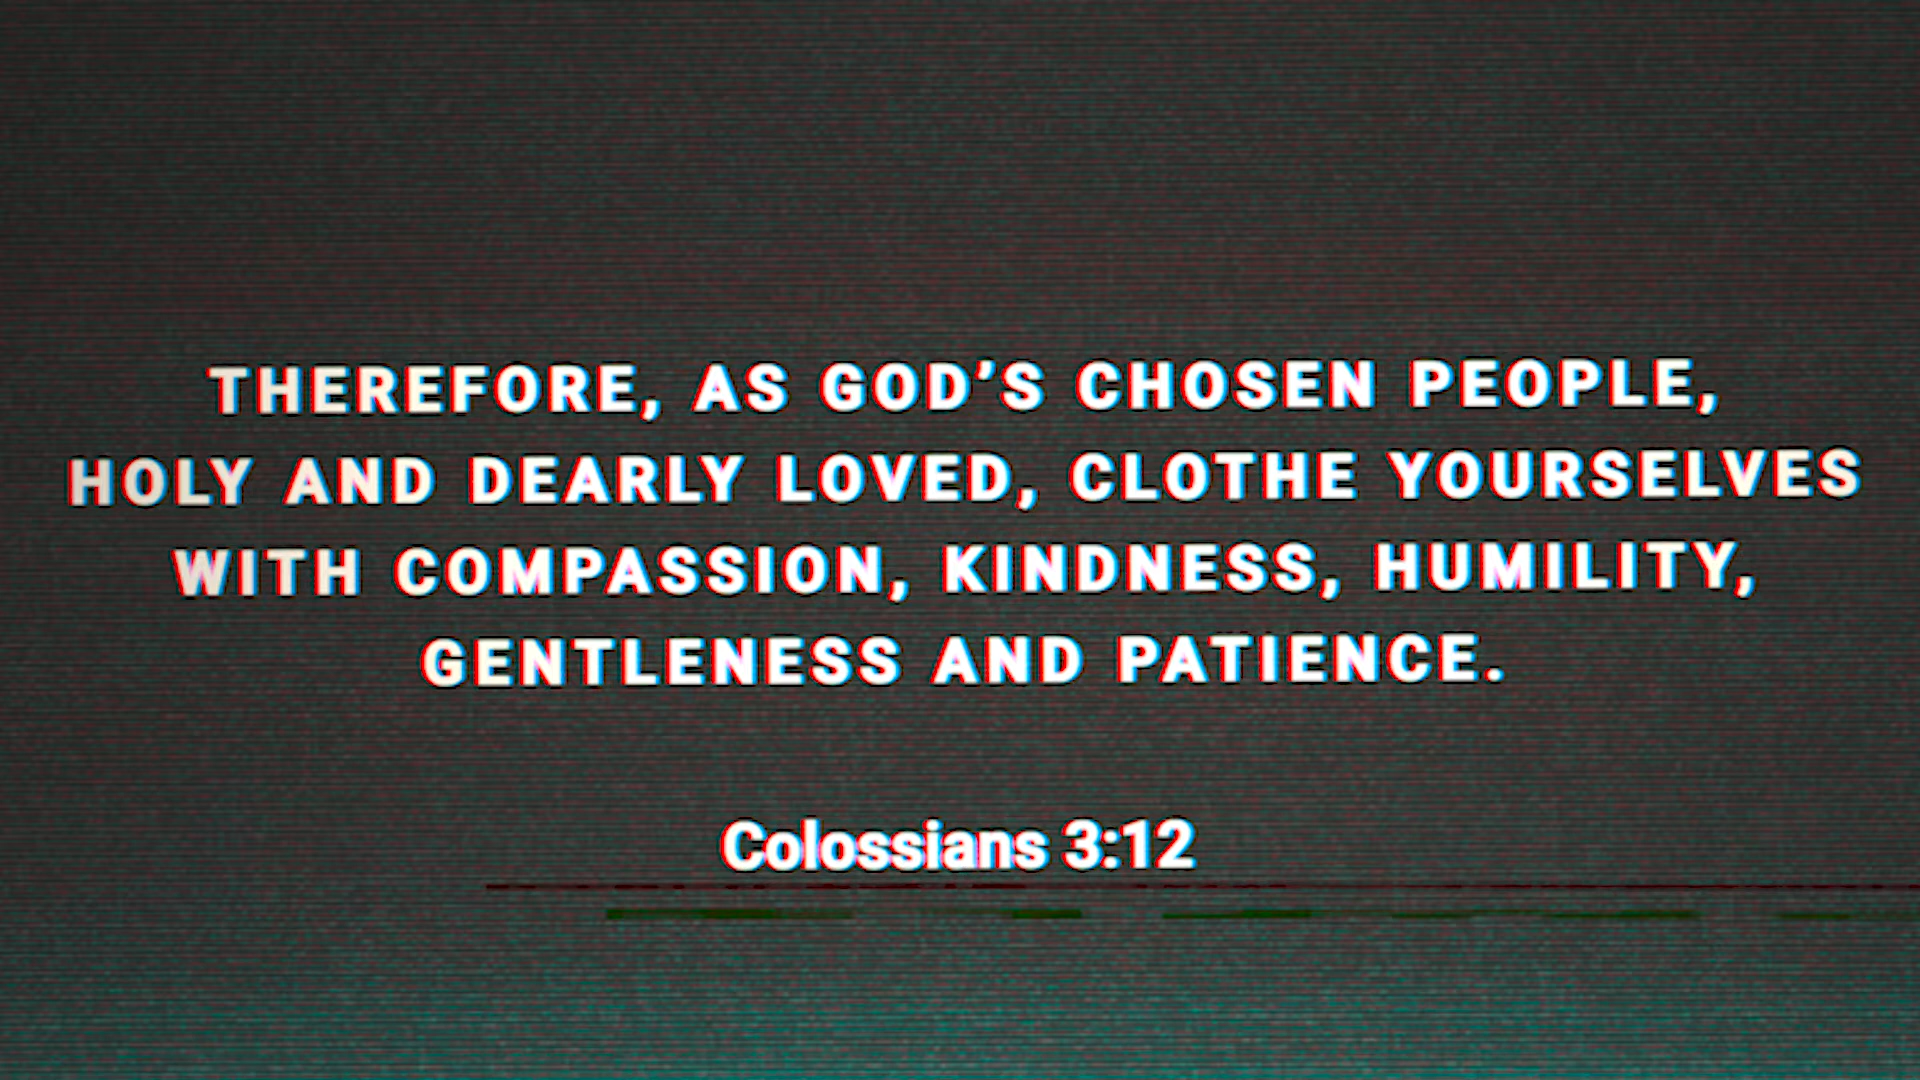 THEREFORE, AS GOD’S CHOSEN PEOPLE,
HOLY AND DEARLY LOVED, CLOTHE YOURSELVES
WITH COMPASSION, KINDNESS, HUMILITY,
GENTLENESS AND PATIENCE.
Colossians 3:12